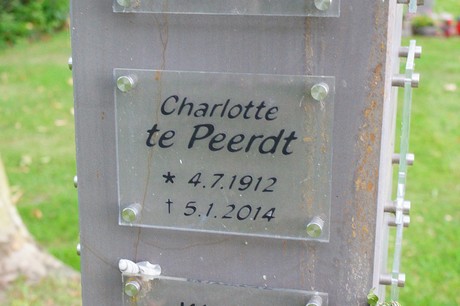 Charlotte
te Peerdt
* 4.7.1912
† 5.1.2014